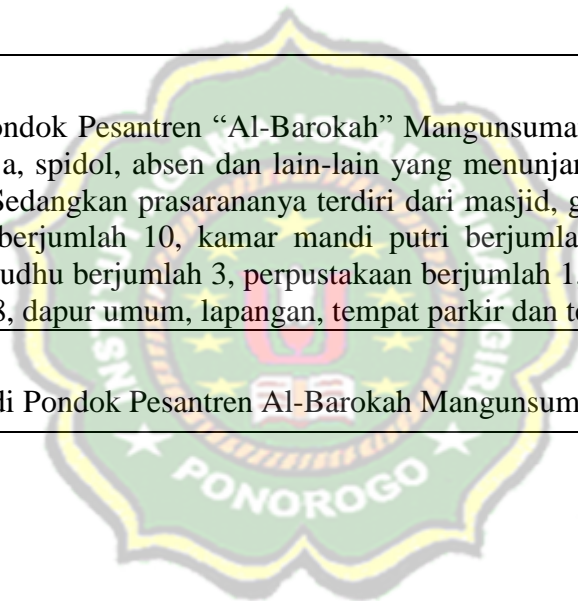 ondok Pesantren “Al-Barokah” Mangunsuma
a, spidol, absen dan lain-lain yang menunjan
Sedangkan prasarananya terdiri dari masjid, g
berjumlah 10, kamar mandi putri berjumla
udhu berjumlah 3, perpustakaan berjumlah 1
8, dapur umum, lapangan, tempat parkir dan t
di Pondok Pesantren Al-Barokah Mangunsum
PONOROGO